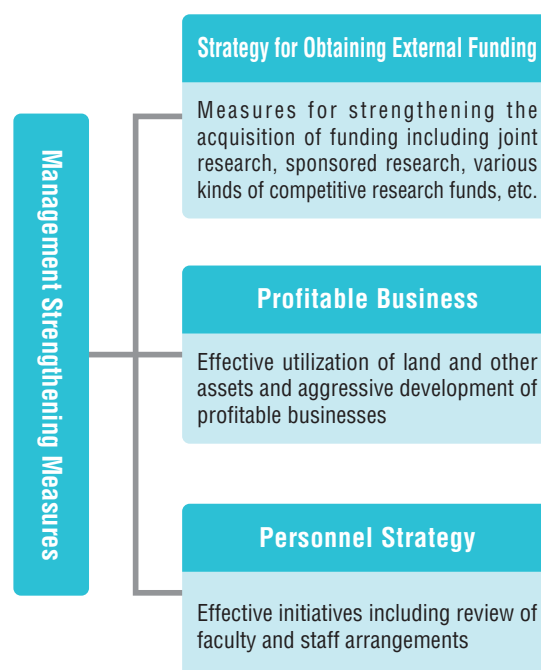 Management Strengthening Measures
Strategy for Obtaining External Funding
Measures for strengthening the
acquisition of funding including joint
research, sponsored research, various
kinds of competitive research funds, etc.
Profitable Business
Effective utilization of land and other
assets and aggressive development of
profitable businesses
Personnel Strategy
Effective initiatives including review of
faculty and staff arrangements